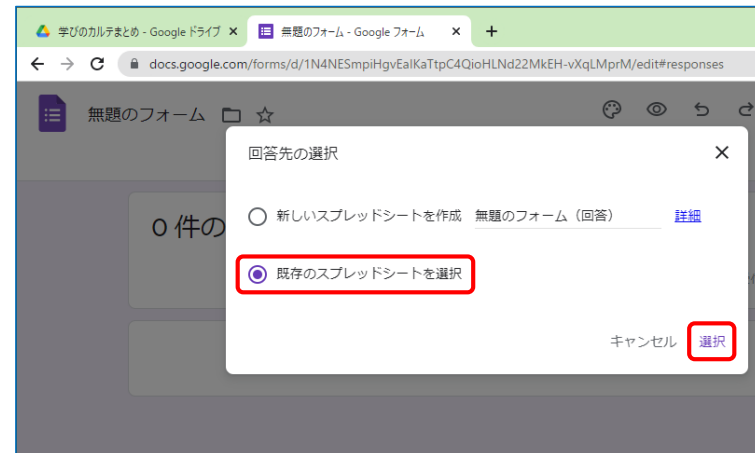 学びのカルテまとめ - Google ドライブ
無題のフォーム - Google フォーム
docs.google.com/forms/d/1N4NESmpiHgvEalKaTtpC4QioHLNd22MkEH-vXqLMprM/edit#responses
無題のフォーム
回答先の選択
0 件の
新しいスプレッドシートを作成 無題のフォーム（回答） 詳細
既存のスプレッドシートを選択
キャンセル 選択